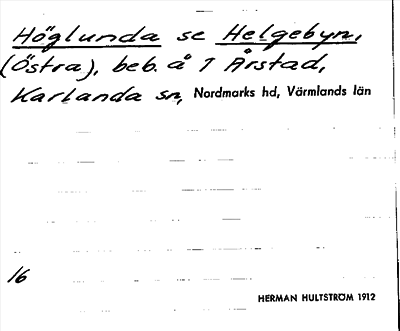 Höglunda se Helgebyn,
(Östra), beb. å 1 Årstad,
Karlanda sn, Nordmarks hd, Värmlands län
16
HERMAN HULTSTRÖM 1912